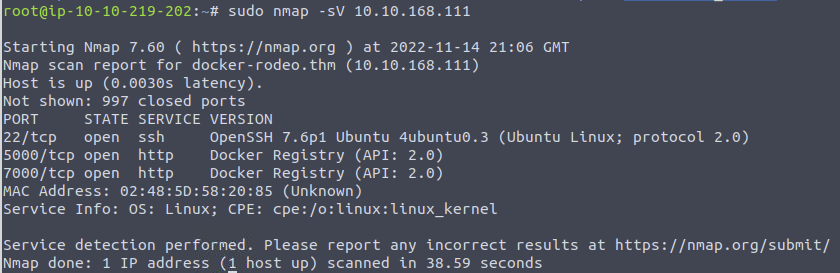 root@ip-10-10-219-202:~# sudo nmap -sV 10.10.168.111
Starting Nmap 7.60 ( https://nmap.org ) at 2022-11-14 21:06 GMT
Nmap scan report for docker-rodeo.thm (10.10.168.111)
Host is up (0.0030s latency).
Not shown: 997 closed ports
PORT     STATE SERVICE VERSION
22/tcp   open  ssh     OpenSSH 7.6p1 Ubuntu 4ubuntu0.3 (Ubuntu Linux; protocol 2.0)
5000/tcp open  http    Docker Registry (API: 2.0)
7000/tcp open  http    Docker Registry (API: 2.0)
MAC Address: 02:48:5D:58:20:85 (Unknown)
Service Info: OS: Linux; CPE: cpe:/o:linux:linux_kernel
Service detection performed. Please report any incorrect results at https://nmap.org/submit/
Nmap done: 1 IP address (1 host up) scanned in 38.59 seconds